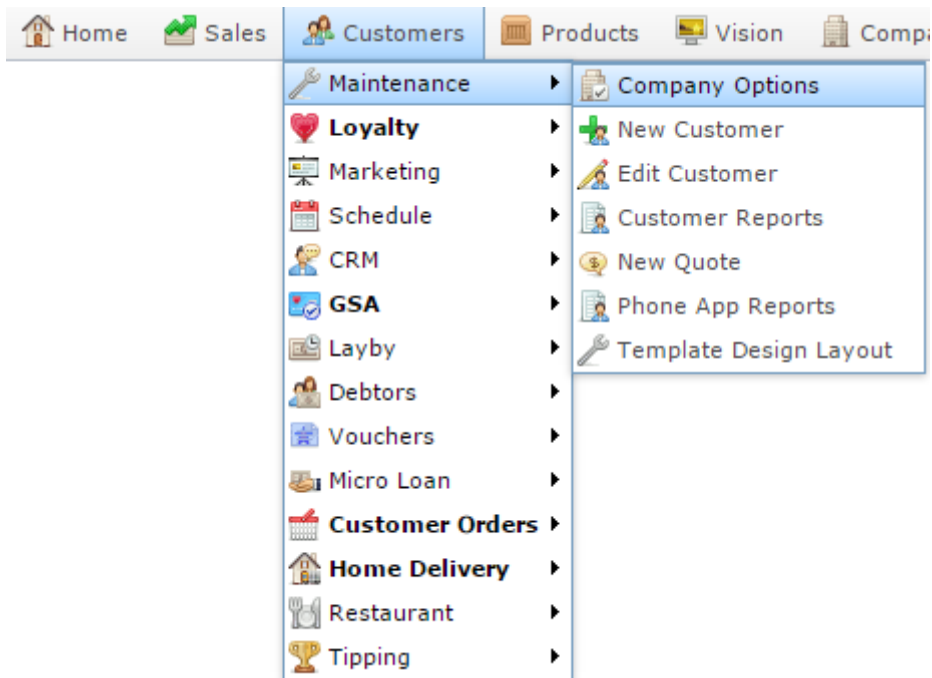 Home Sales Customers Products Vision
Maintenance
Loyalty
Marketing
Schedule
CRM
GSA
Layby
Debtors
Vouchers
Micro Loan
Customer Orders
Home Delivery
Restaurant
Tipping
Company Options
New Customer
Edit Customer
Customer Reports
New Quote
Phone App Reports
Template Design Layout